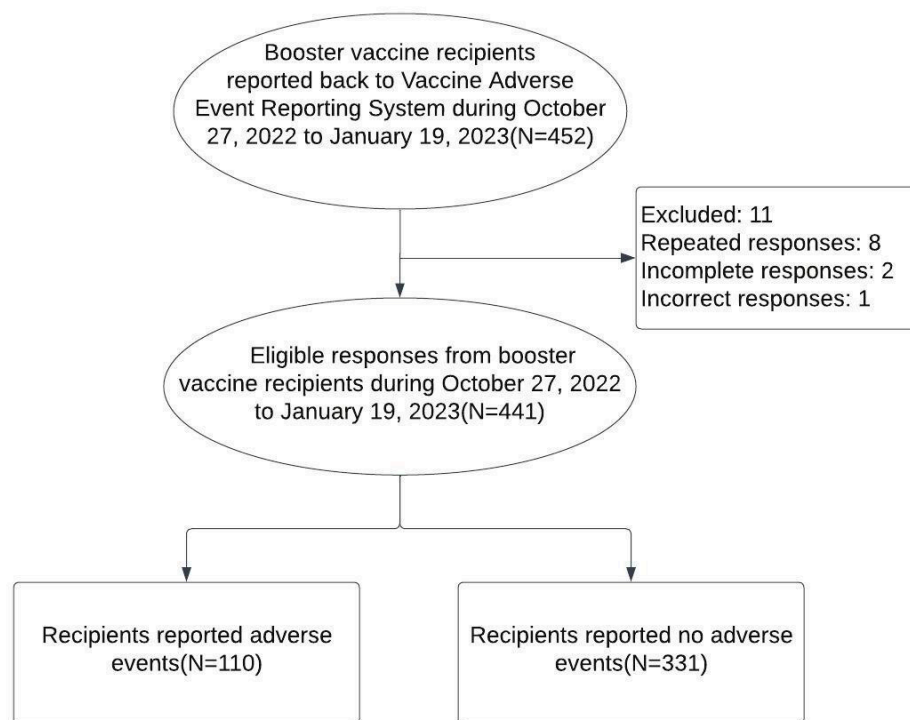 Booster vaccine recipients
reported back to Vaccine Adverse
Event Reporting System during October
27, 2022 to January 19, 2023(N=452)
Excluded: 11
Repeated responses: 8
Incomplete responses: 2
Incorrect responses: 1
Eligible responses from booster
vaccine recipients during October 27, 2022
to January 19, 2023(N=441)
Recipients reported adverse
events(N=110)
Recipients reported no adverse
events(N=331)